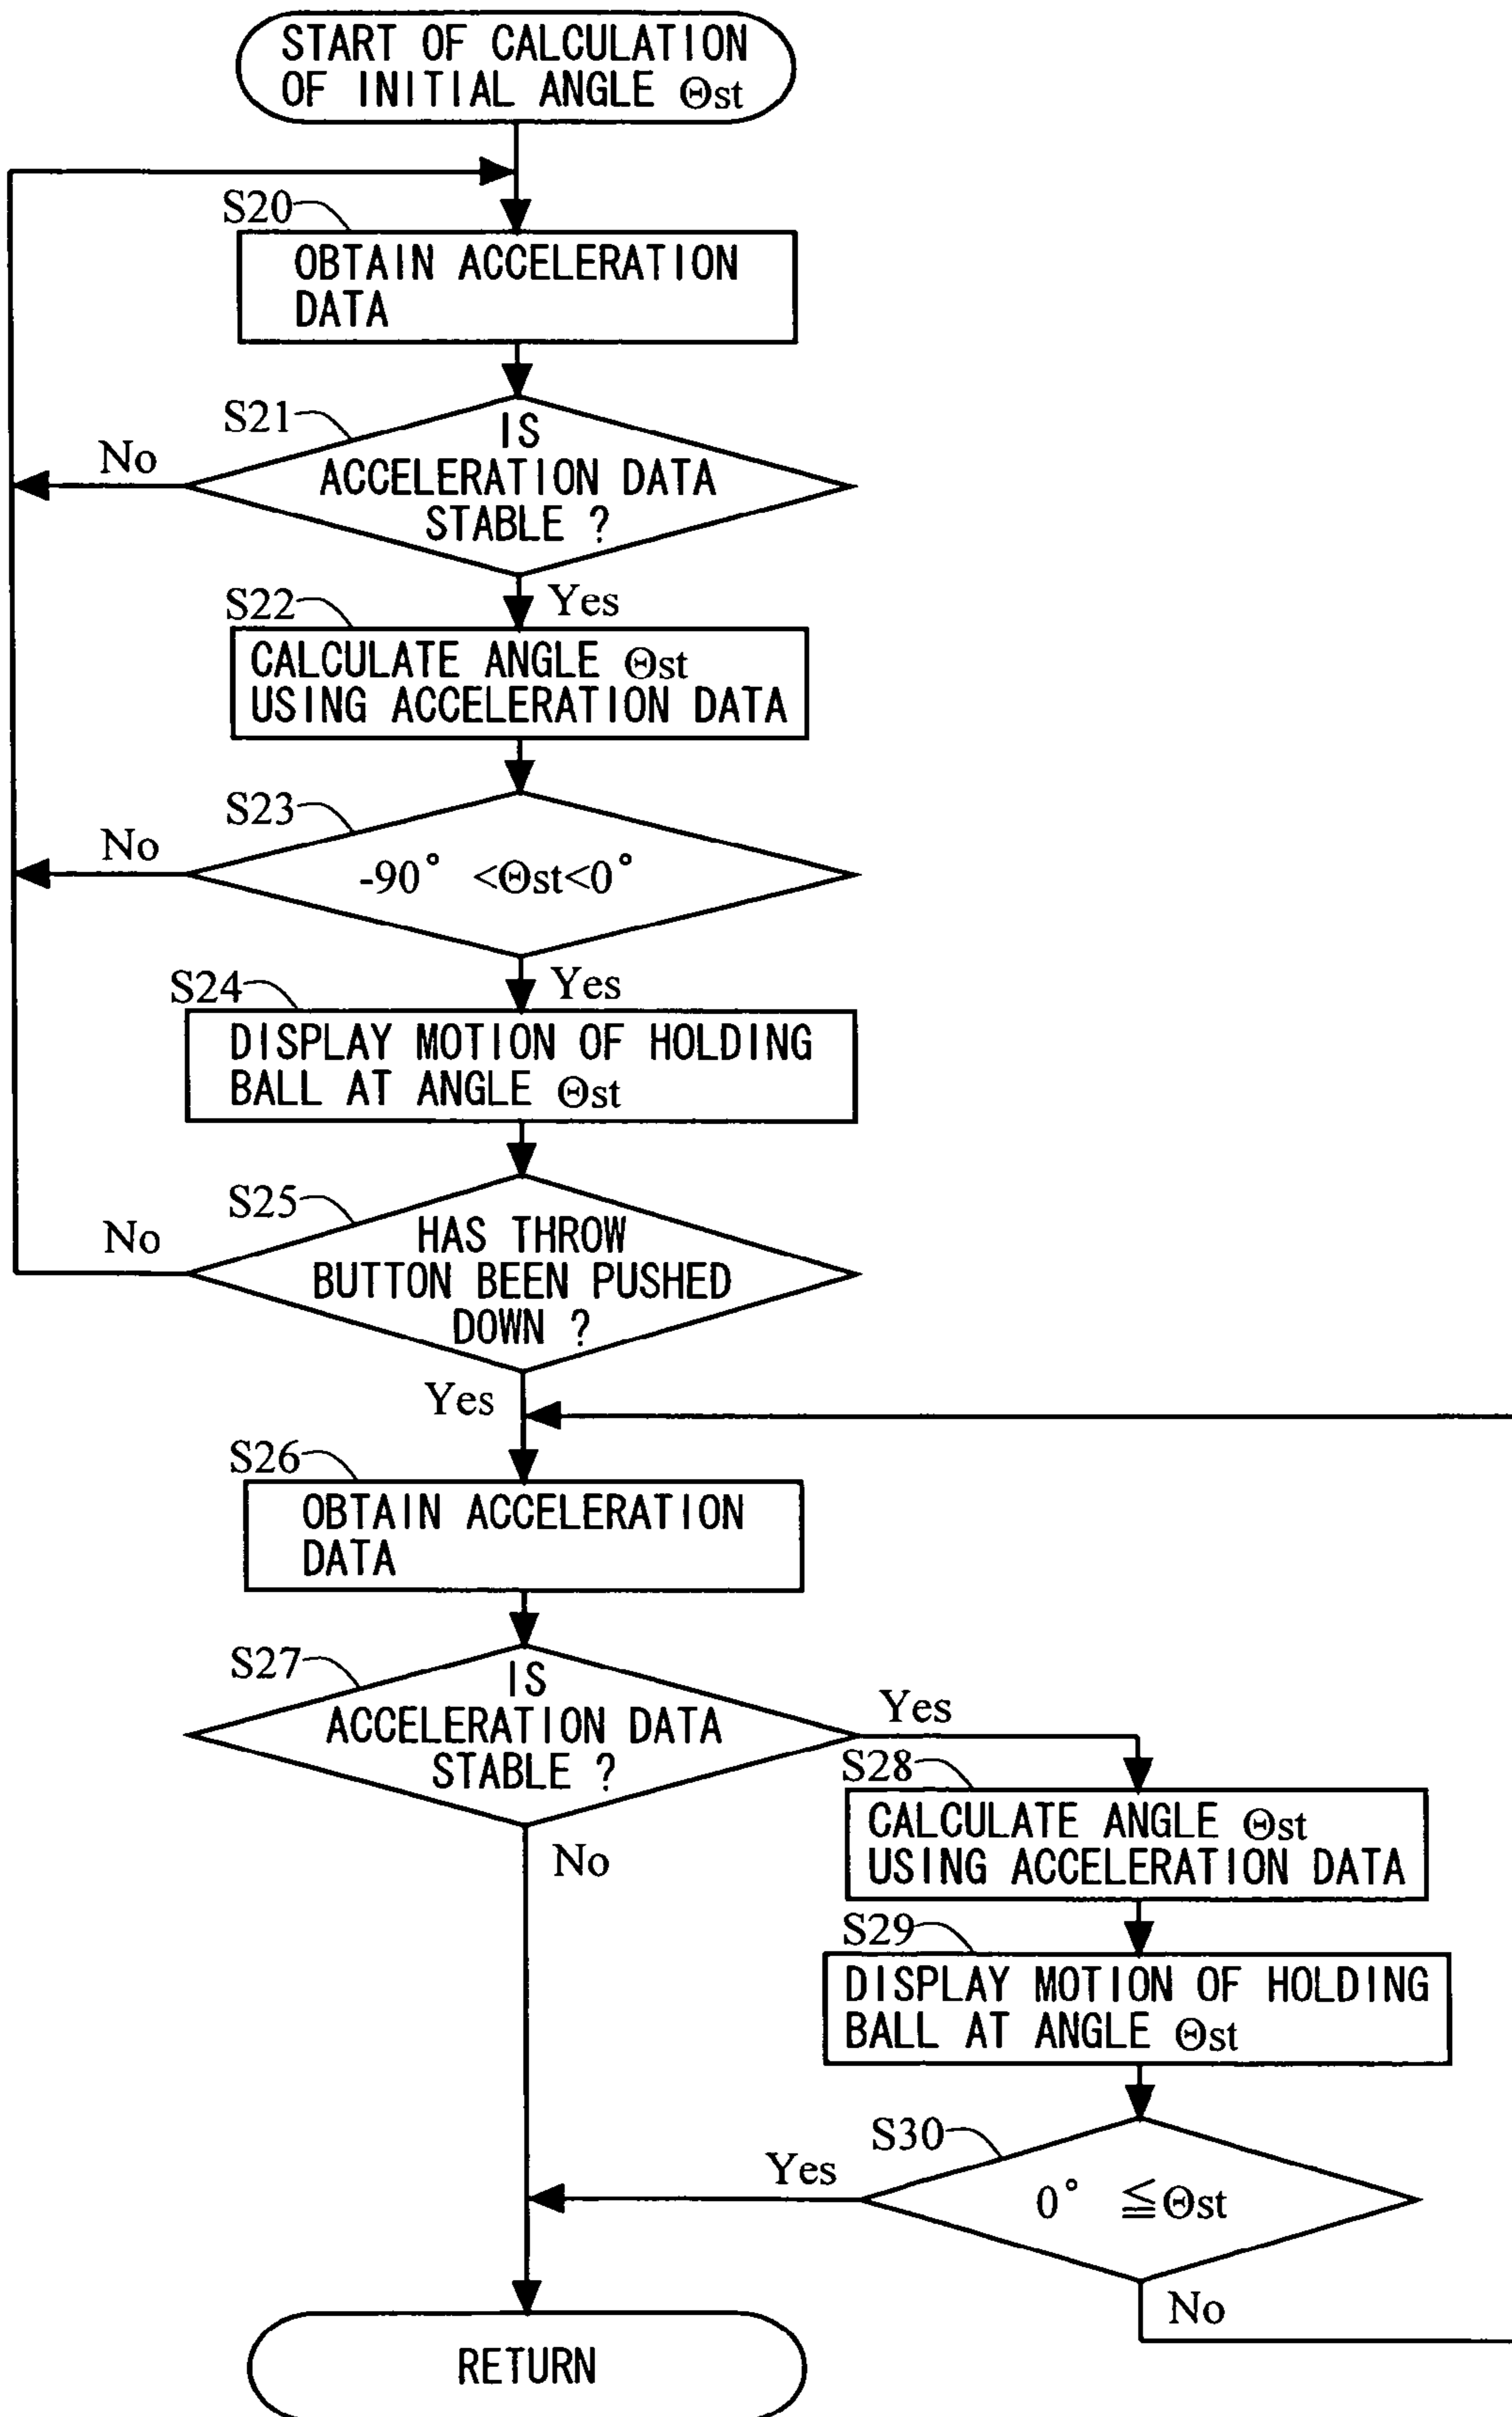 START OF CALCULATION
OF INITIAL ANGLE Θst
S20
OBTAIN ACCELERATION
DATA
S21
IS
ACCELERATION DATA
STABLE ?
No
Yes
S22
CALCULATE ANGLE Θst
USING ACCELERATION DATA
S23
-90° <Θst<0°
No
Yes
S24
DISPLAY MOTION OF HOLDING
BALL AT ANGLE Θst
S25
HAS THROW
BUTTON BEEN PUSHED
DOWN ?
No
Yes
S26
OBTAIN ACCELERATION
DATA
S27
IS
ACCELERATION DATA
STABLE ?
Yes
No
S28
CALCULATE ANGLE Θst
USING ACCELERATION DATA
S29
DISPLAY MOTION OF HOLDING
BALL AT ANGLE Θst
S30
0° ≦Θst
Yes
No
RETURN